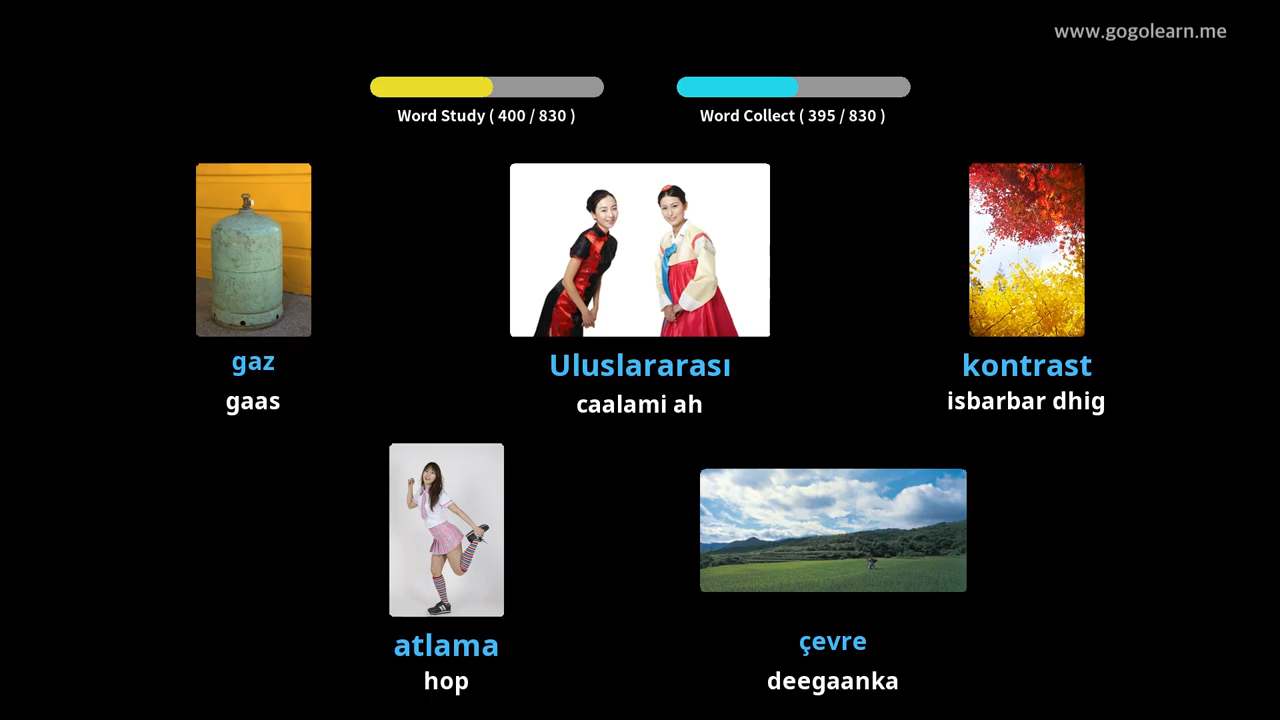 www.gogolearn.me
Word Study ( 400 / 830 )
Word Collect ( 395 / 830 )
gaz
gaas
Uluslararası
caalami ah
kontrast
isbarbar dhig
atlama
hop
çevre
deegaanka